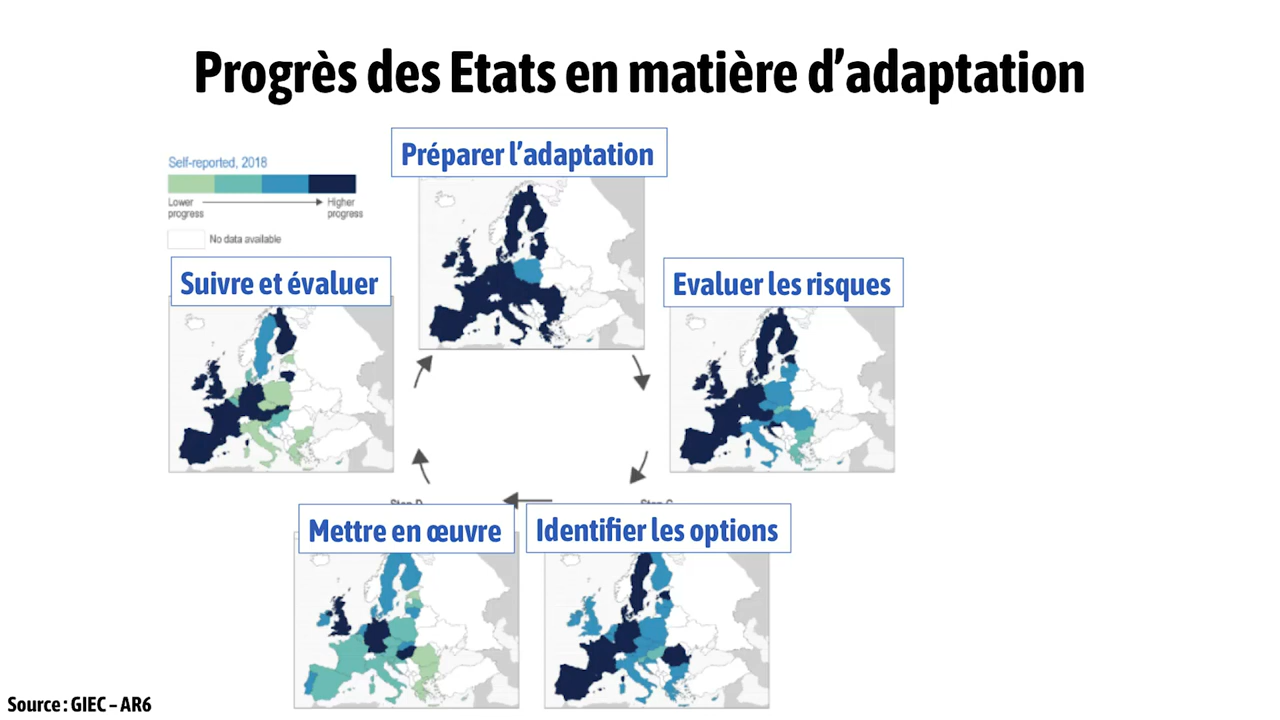 Progrès des Etats en matière d'adaptation
Self-reported, 2018
Lower
progress
Higher
progress
No data available
Préparer l'adaptation
Suivre et évaluer
Evaluer les risques
Mettre en œuvre
Identifier les options
Source : GIEC – AR6